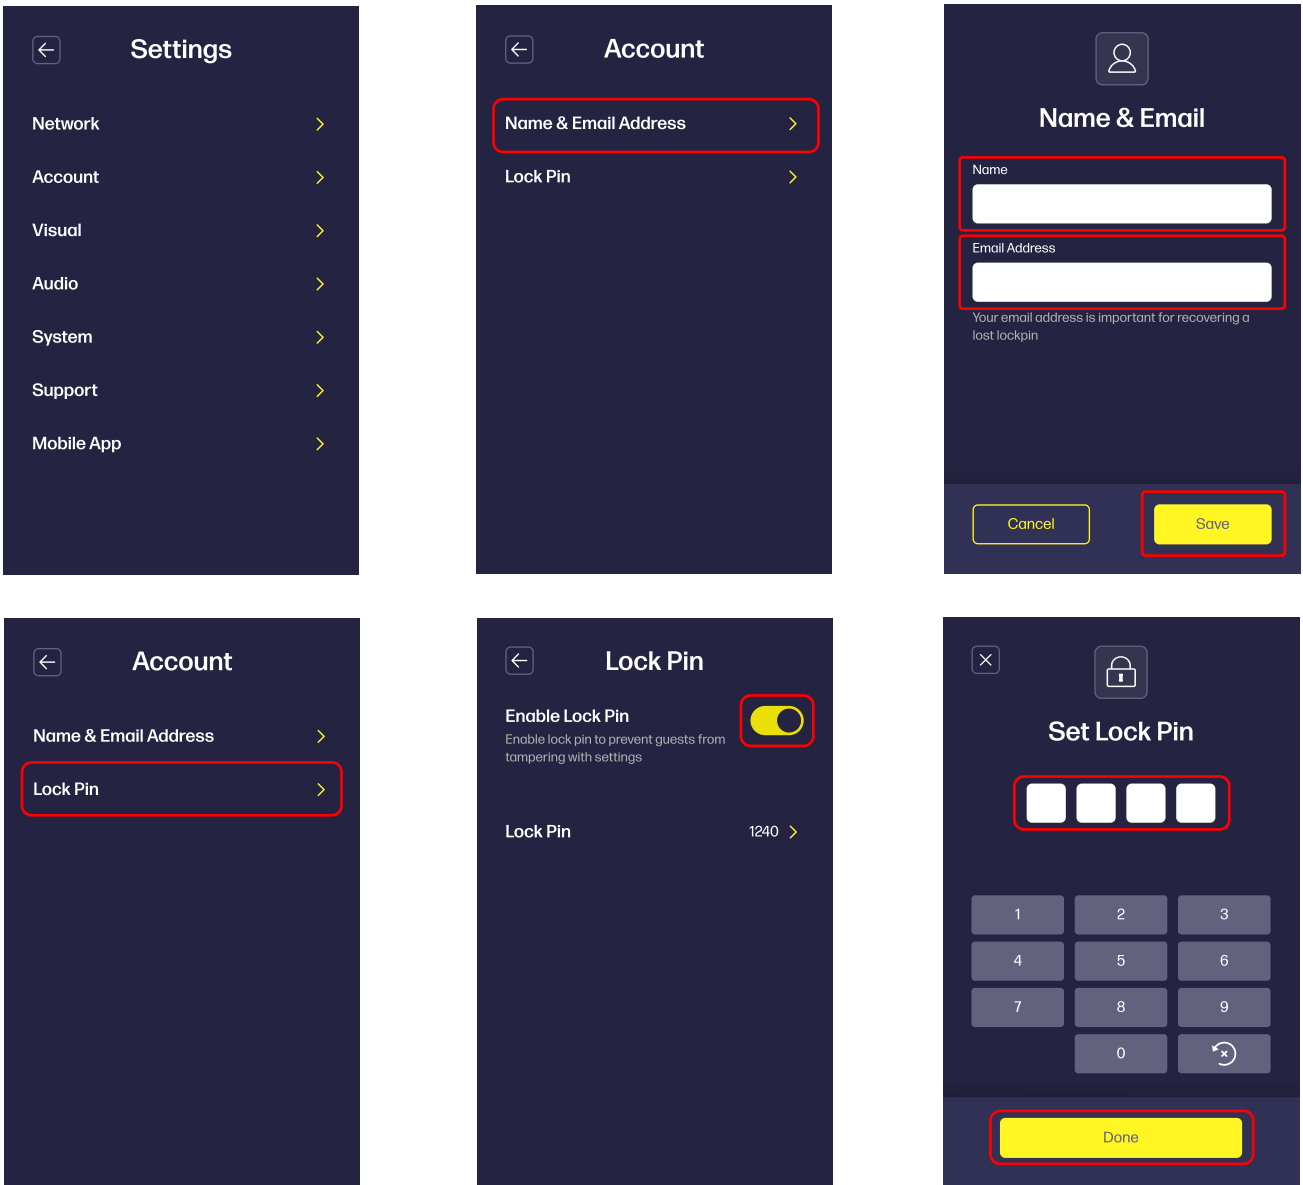 Settings
Network
Account
Visual
Audio
System
Support
Mobile App
Account
Name & Email Address
Lock Pin
Name & Email
Name
Email Address
Your email address is important for recovering a
lost lockpin
Cancel
Save
Account
Name & Email Address
Lock Pin
Lock Pin
Enable Lock Pin
Enable lock pin to prevent guests from
tampering with settings
Lock Pin 1240
Set Lock Pin
1 2 3
4 5 6
7 8 9
0
Done